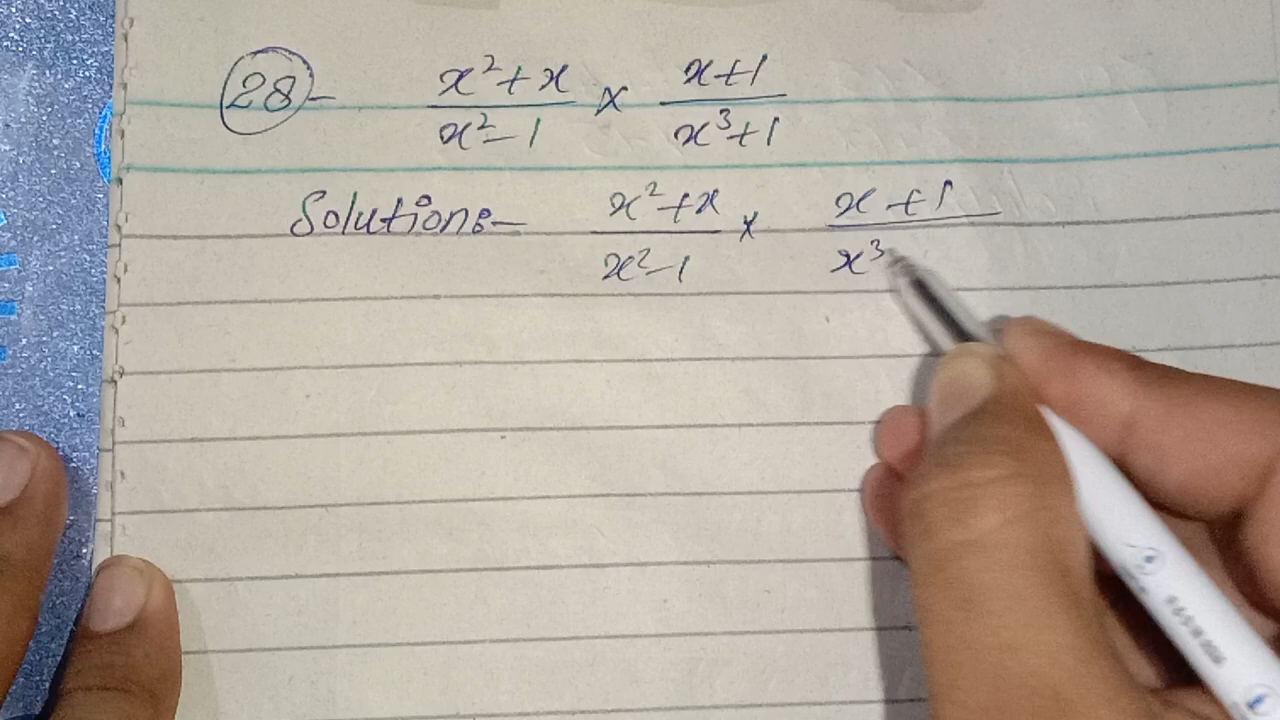 28- x²+x/x²-1 × x+1/x³+1
Solution:- x²+x/x²-1 × x+1/x³